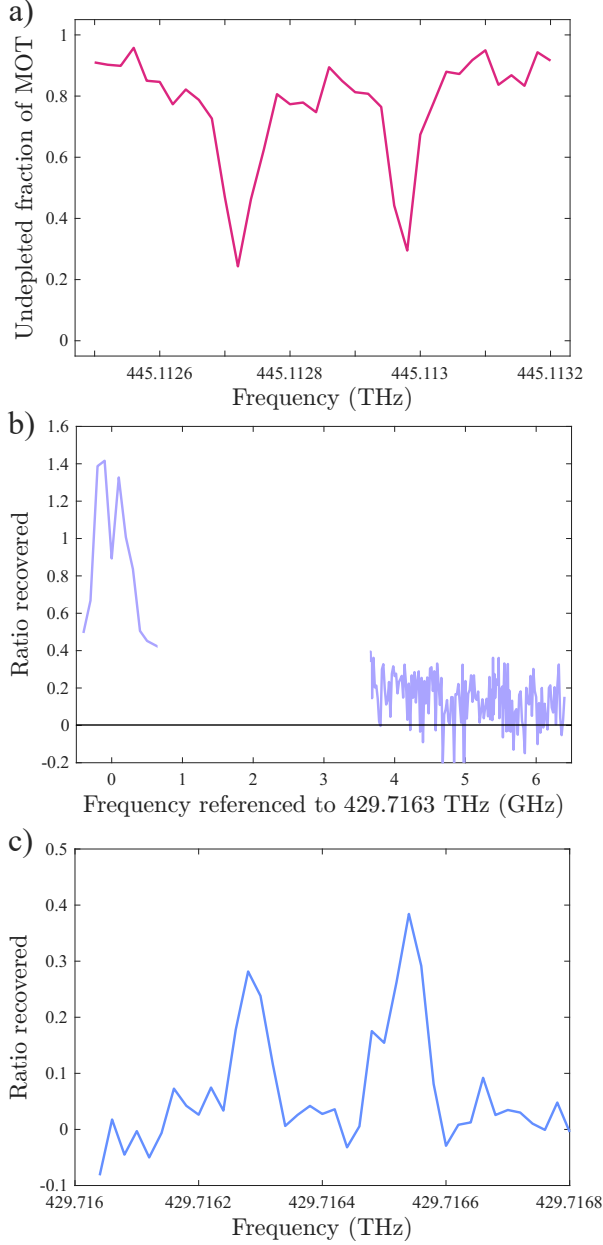 a)
Undepleted fraction of MOT
1
0.8
0.6
0.4
0.2
0
445.1126 445.1128 445.113 445.1132
Frequency (THz)
b)
Ratio recovered
1.6
1.4
1.2
1
0.8
0.6
0.4
0.2
0
-0.2
0 1 2 3 4 5 6
Frequency referenced to 429.7163 THz (GHz)
c)
Ratio recovered
0.5
0.4
0.3
0.2
0.1
0
-0.1
429.716 429.7162 429.7164 429.7166 429.7168
Frequency (THz)